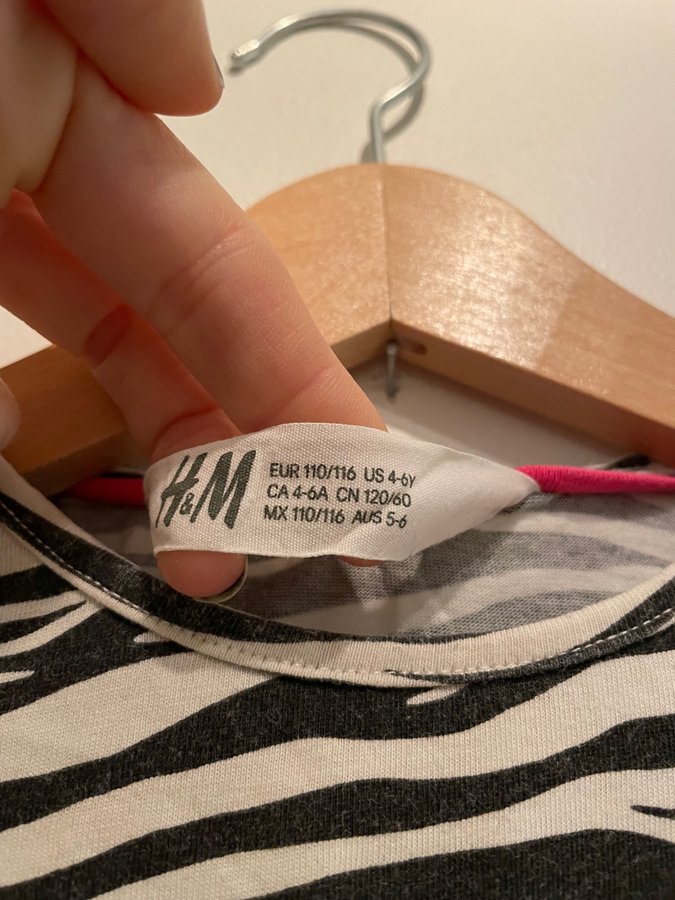 H&M
EUR 110/116 US 4-6Y
CA 4-6A CN 120/60
MX 110/116 AUS 5-6